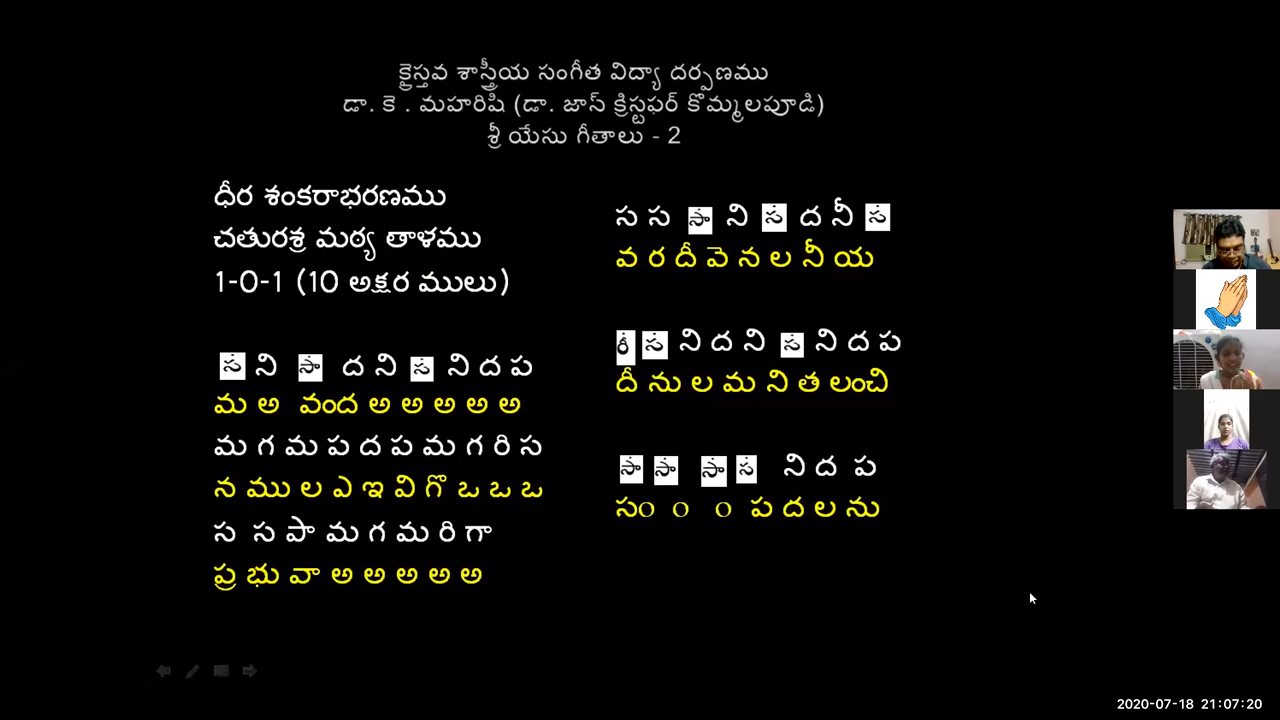 క్రైస్తవ శాస్త్రీయ సంగీత విద్యా దర్పణము
డా. కె . మహరిషి (డా. జాస్ క్రిస్టఫర్ కొమ్మలపూడి)
శ్రీ యేసు గీతాలు - 2
ధీర శంకరాభరణము
చతురశ్ర మఠ్య తాళము
1-0-1 (10 అక్షర ములు)
స̇ ని సా̇ ద ని స̇ ని ద ప
మ అ వంద అ అ అ అ అ
మ గ మ ప ద ప మ గ రి స
న ము ల ఎ ఇ వి గొ ఒ ఒ ఒ
స స పా మ గ మ రి గా
ప్ర భు వా అ అ అ అ అ
స స సా̇ ని స̇ ద నీ స̇
వ ర దీ వె న ల నీ య
రీ̇ స̇ ని ద ని స̇ ని ద ప
దీ ను ల మ ని త లంచి
సా̇ సా̇ సా̇ స̇ ని ద ప
సం ం ం ప ద ల ను
2020-07-18 21:07:20